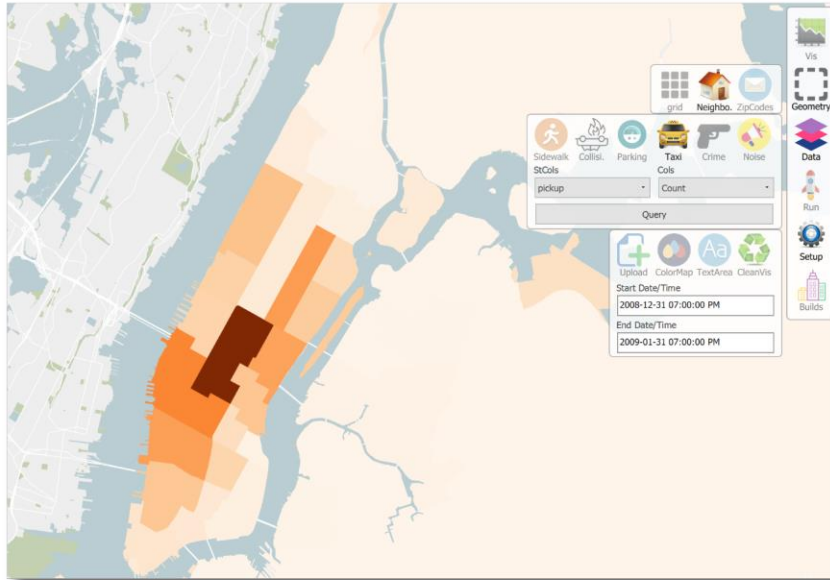 Vis
grid Neighbo. ZipCodes
Geometry
Sidewalk Collisi. Parking Taxi Crime Noise
StCols Cols
Data
pickup Count
Run
Query
Setup
Upload ColorMap Aa TextArea CleanVis
Start Date/Time
2008-12-31 07:00:00 PM
Builds
End Date/Time
2009-01-31 07:00:00 PM